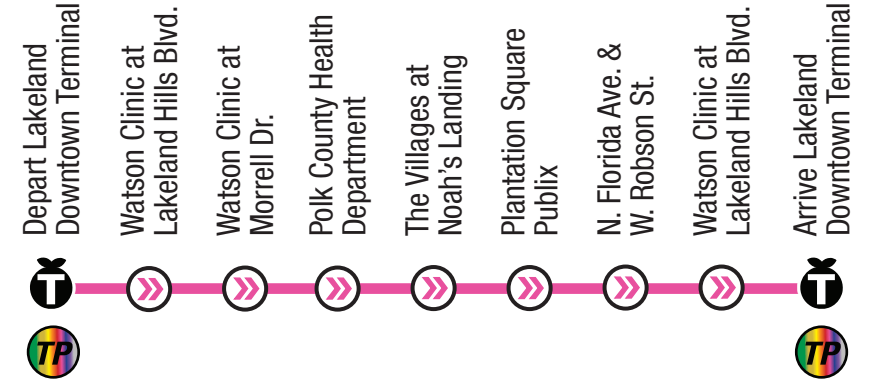 Depart Lakeland
Downtown Terminal
Watson Clinic at
Lakeland Hills Blvd.
Watson Clinic at
Morrell Dr.
Polk County Health
Department
The Villages at
Noah's Landing
Plantation Square
Publix
N. Florida Ave. &
W. Robson St.
Watson Clinic at
Lakeland Hills Blvd.
Arrive Lakeland
Downtown Terminal
T
T
TP
TP